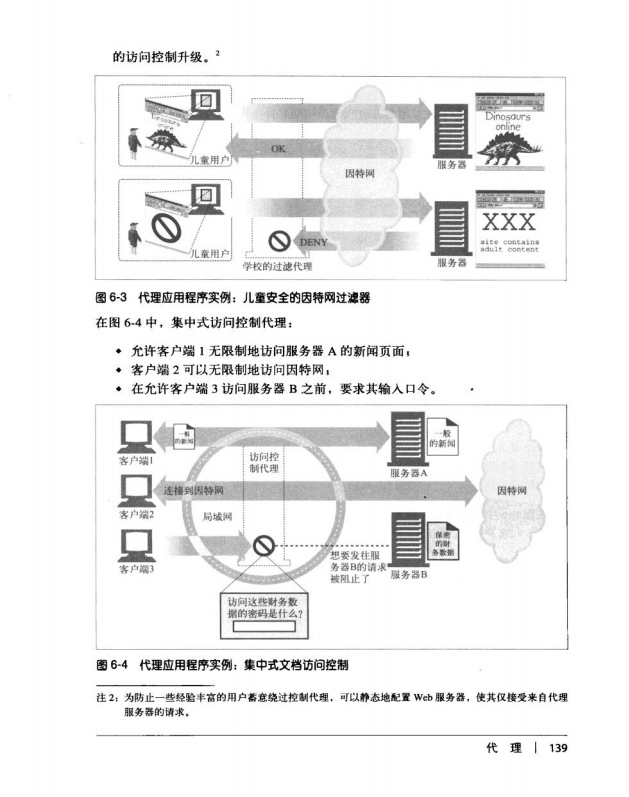 的访问控制升级。²
Dinosaurs
online
儿童用户
OK
因特网
服务器
Dinosaurs
online
儿童用户
DENY
学校的过滤代理
服务器
XXX
site contains
adult content
图 6-3 代理应用程序实例：儿童安全的因特网过滤器
在图 6-4 中，集中式访问控制代理：
◆ 允许客户端 1 无限制地访问服务器 A 的新闻页面；
◆ 客户端 2 可以无限制地访问因特网；
◆ 在允许客户端 3 访问服务器 B 之前，要求其输入口令。
一般
的新闻
客户端1
访问控
制代理
一般
的新闻
服务器A
连接到因特网
因特网
客户端2
局域网
保密
的财
务数据
客户端3
想要发往服
务器B的请求
被阻止了
服务器B
访问这些财务数
据的密码是什么?
图 6-4 代理应用程序实例：集中式文档访问控制
注 2：为防止一些经验丰富的用户蓄意绕过控制代理，可以静态地配置 Web 服务器，使其仅接受来自代理
服务器的请求。
代 理 | 139